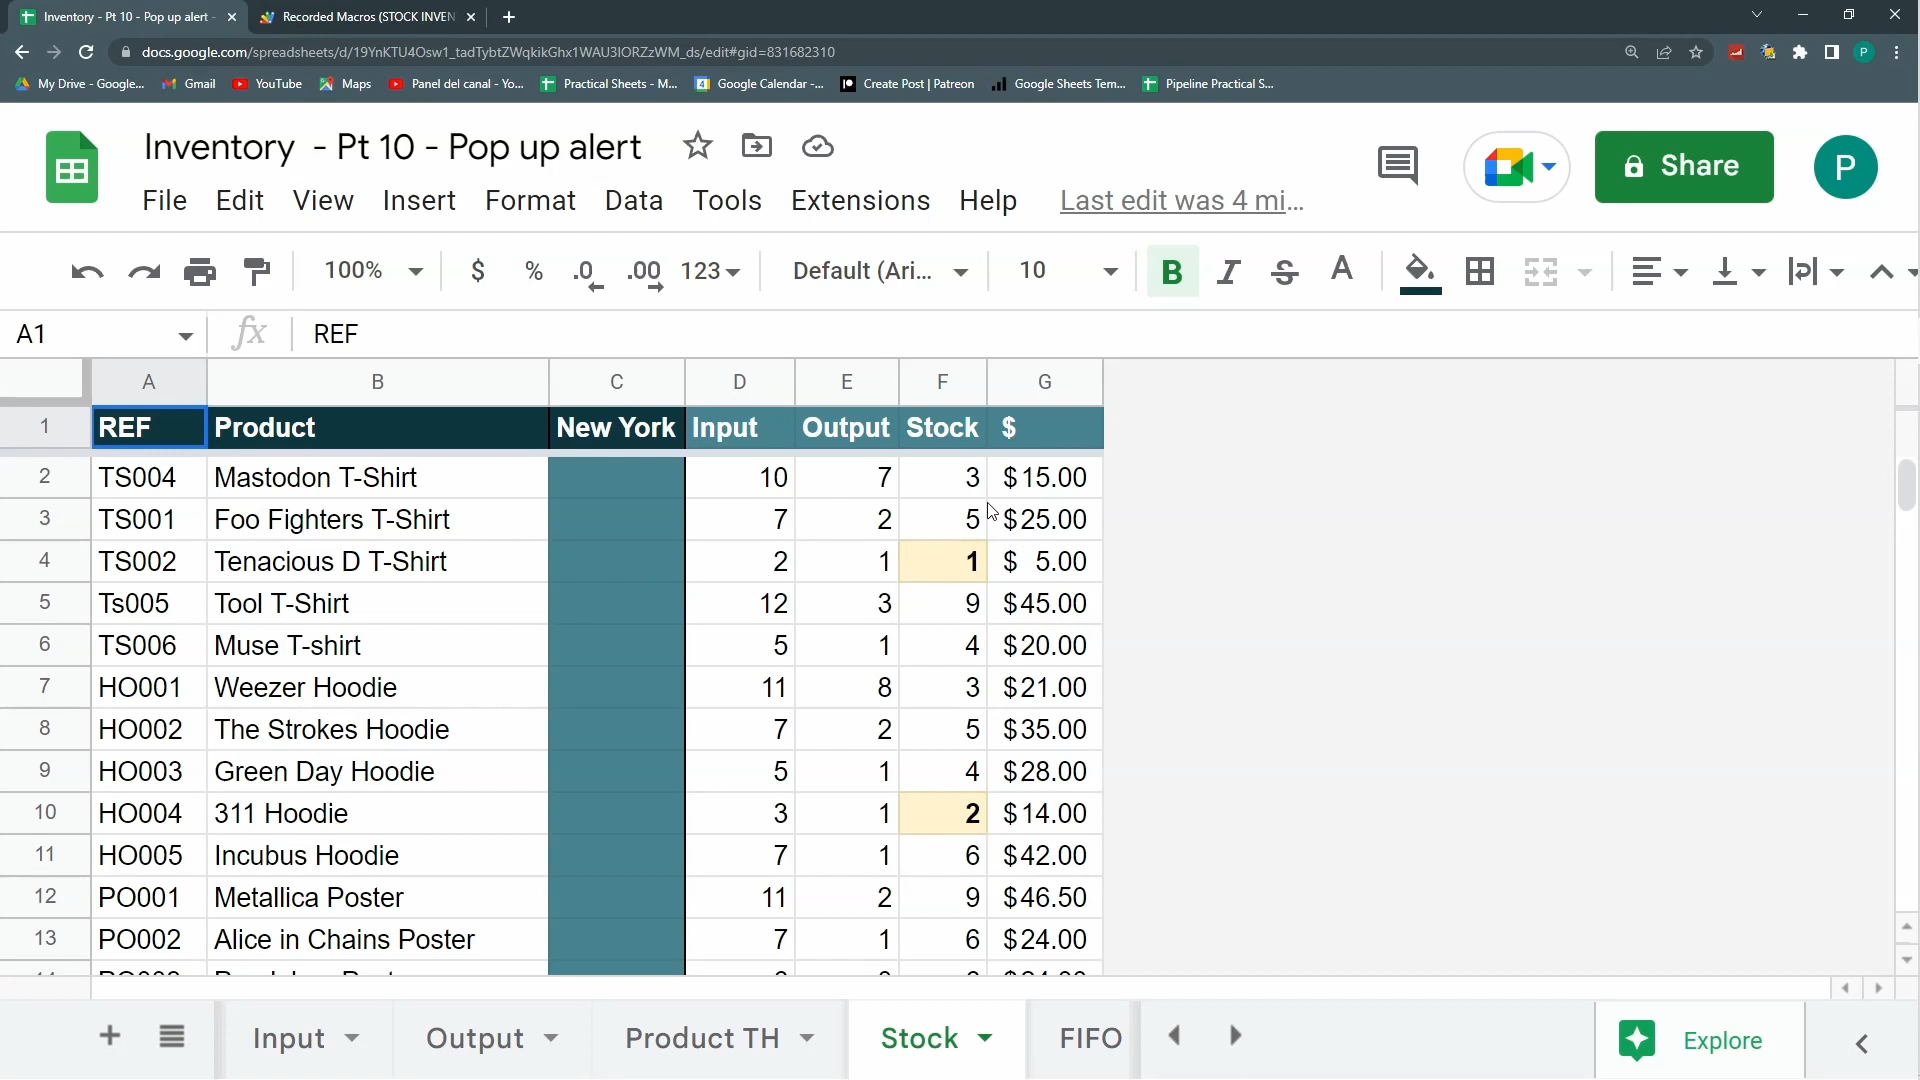 Inventory - Pt 10 - Pop up alert -
Recorded Macros (STOCK INVEN
docs.google.com/spreadsheets/d/19YnKTU4Osw1_tadTybtZWqkikGhx1WAU3IORZzWM_ds/edit#gid=831682310
P
My Drive - Google... Gmail YouTube Maps Panel del canal - Yo... Practical Sheets - M... 4 Google Calendar -... Create Post | Patreon Google Sheets Tem... Pipeline Practical S...
Inventory - Pt 10 - Pop up alert
Share
P
File Edit View Insert Format Data Tools Extensions Help Last edit was 4 mi...
100% $ % .0 .00 123 Default (Ari... 10 B I S A
A1 fx REF
A B C D E F G
1 REF Product New York Input Output Stock $
2 TS004 Mastodon T-Shirt 10 7 3 $15.00
3 TS001 Foo Fighters T-Shirt 7 2 5 $25.00
4 TS002 Tenacious D T-Shirt 2 1 1 $ 5.00
5 Ts005 Tool T-Shirt 12 3 9 $45.00
6 TS006 Muse T-shirt 5 1 4 $20.00
7 HO001 Weezer Hoodie 11 8 3 $21.00
8 HO002 The Strokes Hoodie 7 2 5 $35.00
9 HO003 Green Day Hoodie 5 1 4 $28.00
10 HO004 311 Hoodie 3 1 2 $14.00
11 HO005 Incubus Hoodie 7 1 6 $42.00
12 PO001 Metallica Poster 11 2 9 $46.50
13 PO002 Alice in Chains Poster 7 1 6 $24.00
Input Output Product TH Stock FIFO Explore